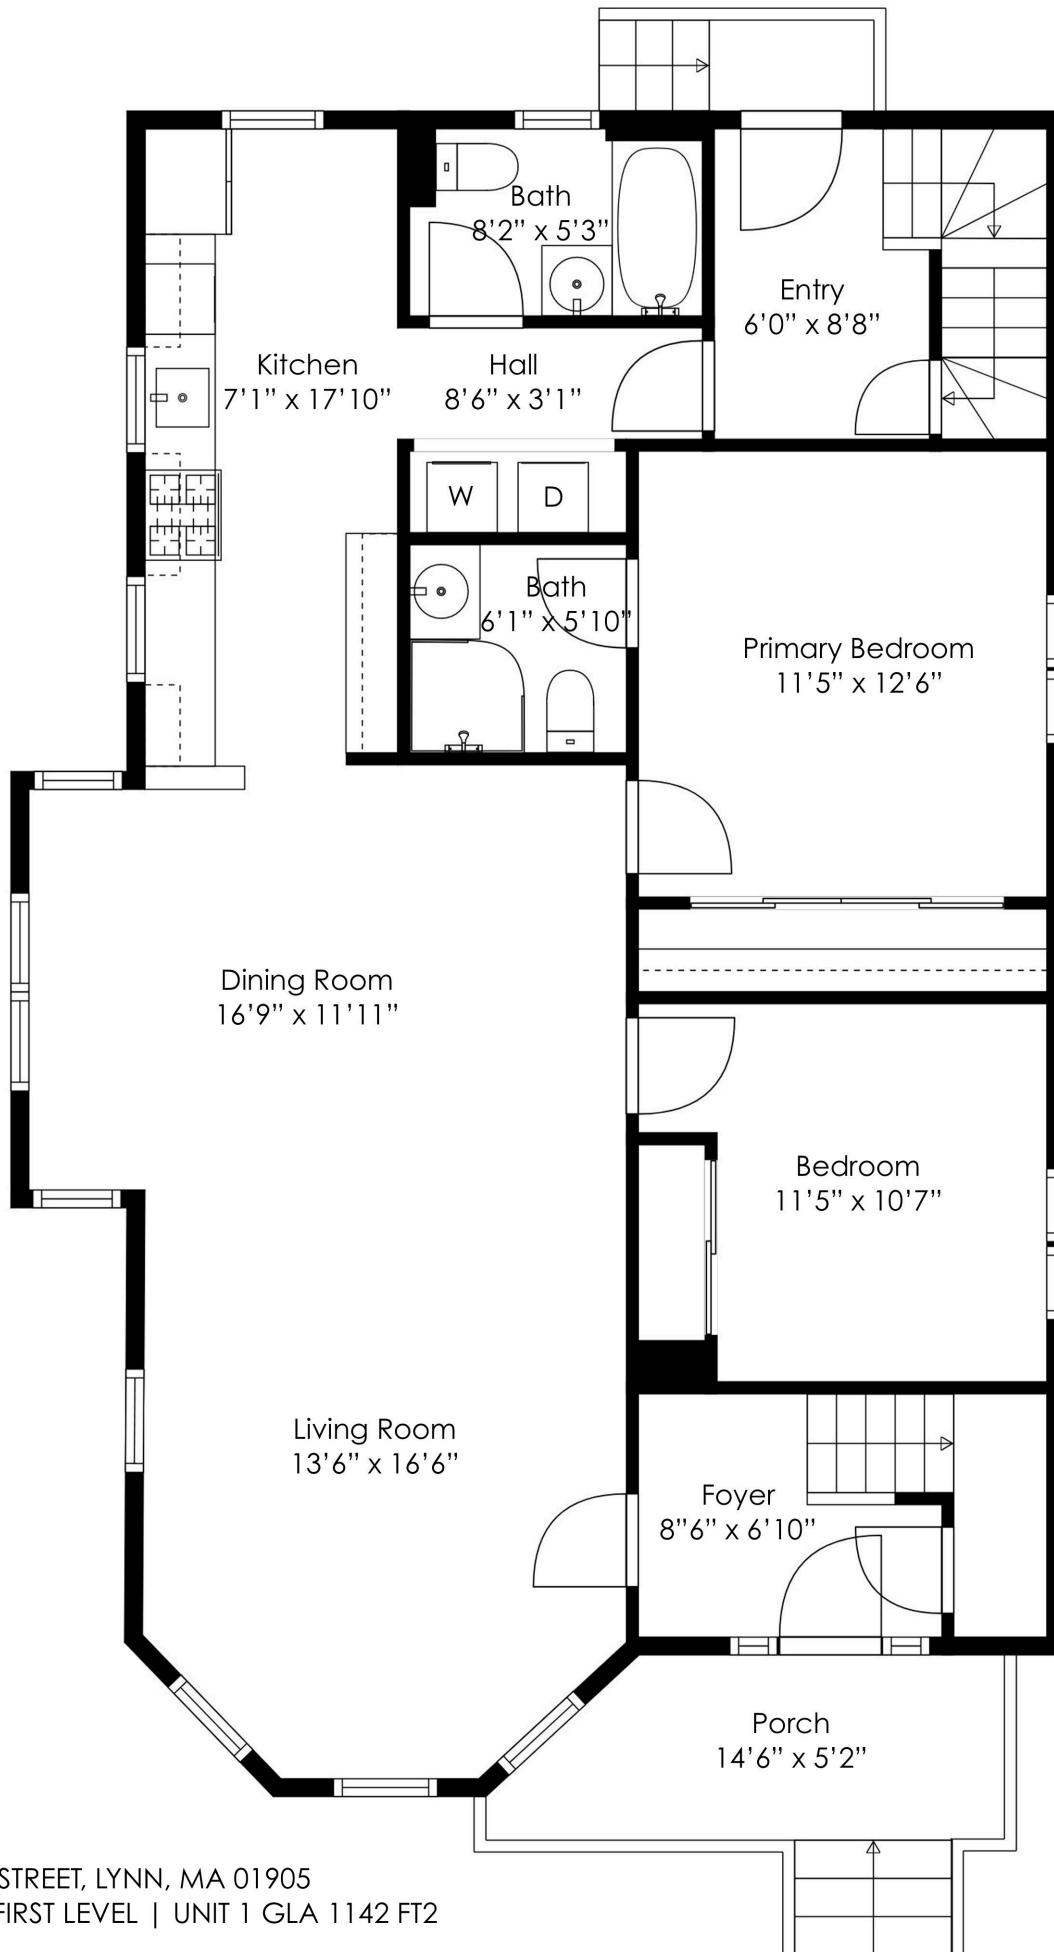 Bath
8’2” x 5’3”
Entry
6’0” x 8’8”
Kitchen
7’1” x 17’10”
Hall
8’6” x 3’1”
W
D
Bath
6’1” x 5’10”
Primary Bedroom
11’5” x 12’6”
Dining Room
16’9” x 11’11”
Bedroom
11’5” x 10’7”
Living Room
13’6” x 16’6”
Foyer
8”6” x 6’10”
Porch
14’6” x 5’2”
STREET, LYNN, MA 01905
FIRST LEVEL | UNIT 1 GLA 1142 FT2